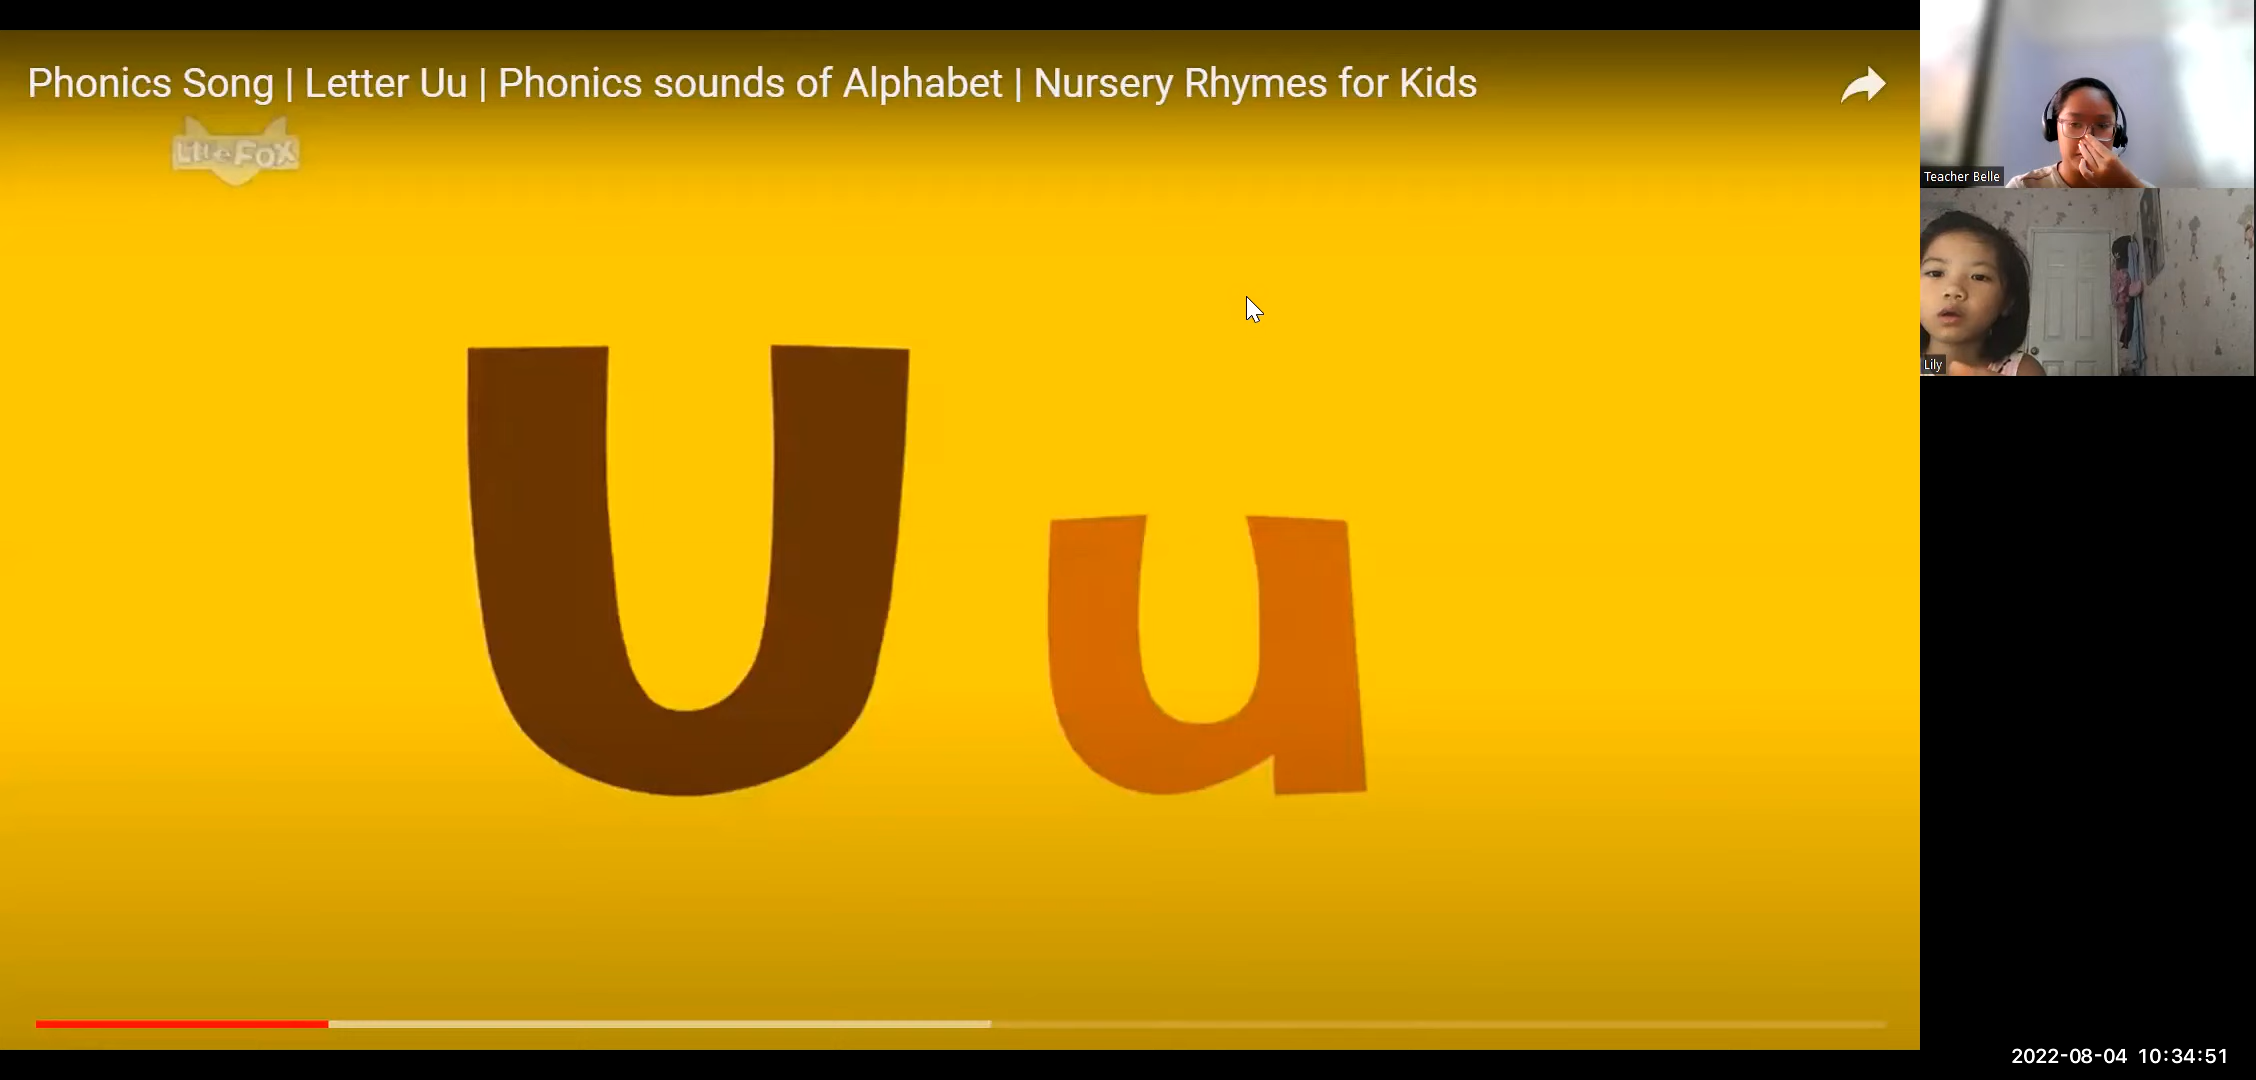 Phonics Song | Letter Uu | Phonics sounds of Alphabet | Nursery Rhymes for Kids
Little Fox
U u
Teacher Belle
Lily
2022-08-04 10:34:51